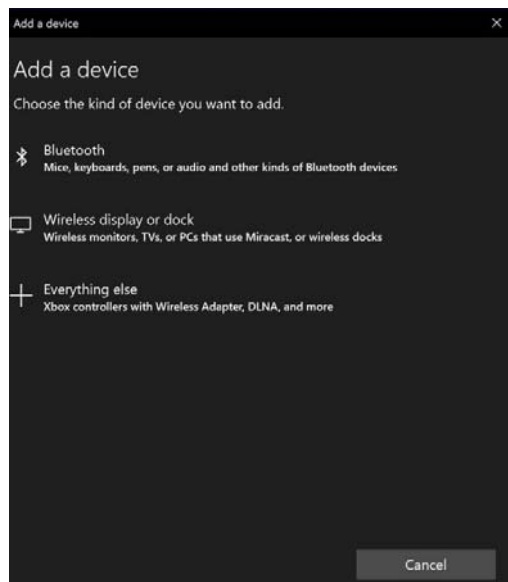 Add a device
Add a device
Choose the kind of device you want to add.
Bluetooth
Mice, keyboards, pens, or audio and other kinds of Bluetooth devices
Wireless display or dock
Wireless monitors, TVs, or PCs that use Miracast, or wireless docks
Everything else
Xbox controllers with Wireless Adapter, DLNA, and more
Cancel